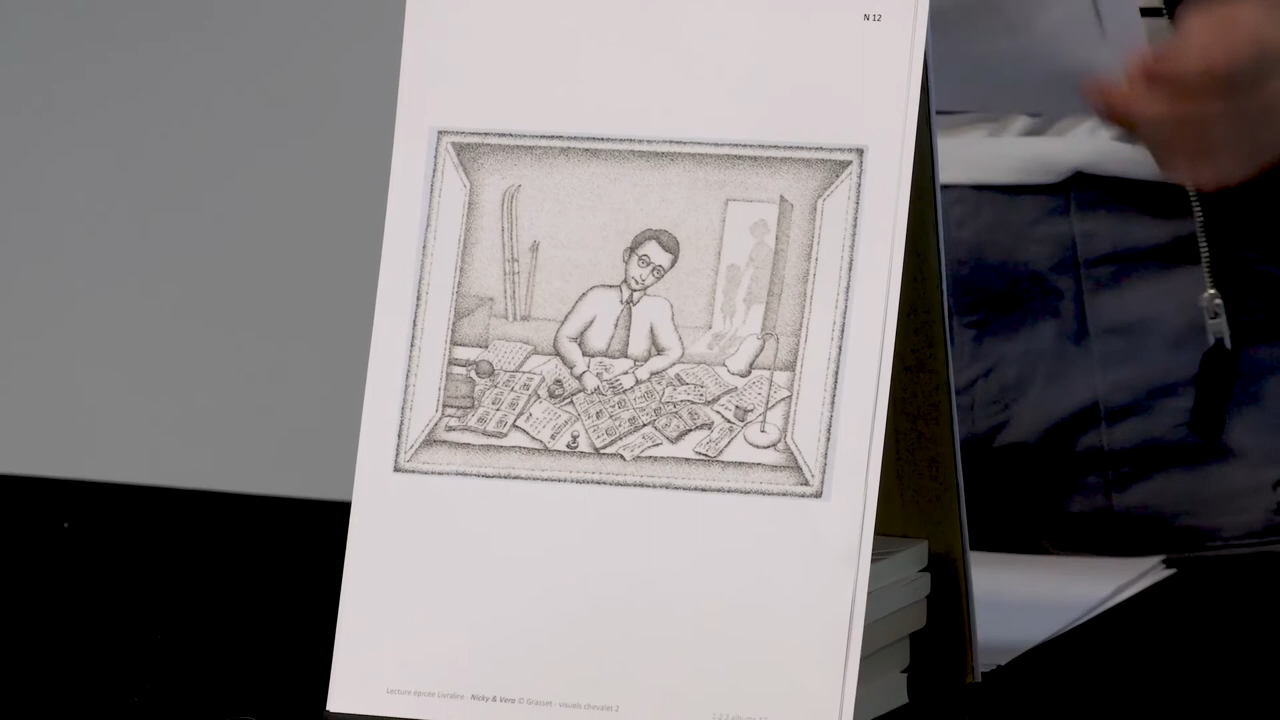 N 12
Lecture épicée Livralire - Nicky & Vera © Grasset - visuels chevalet 2